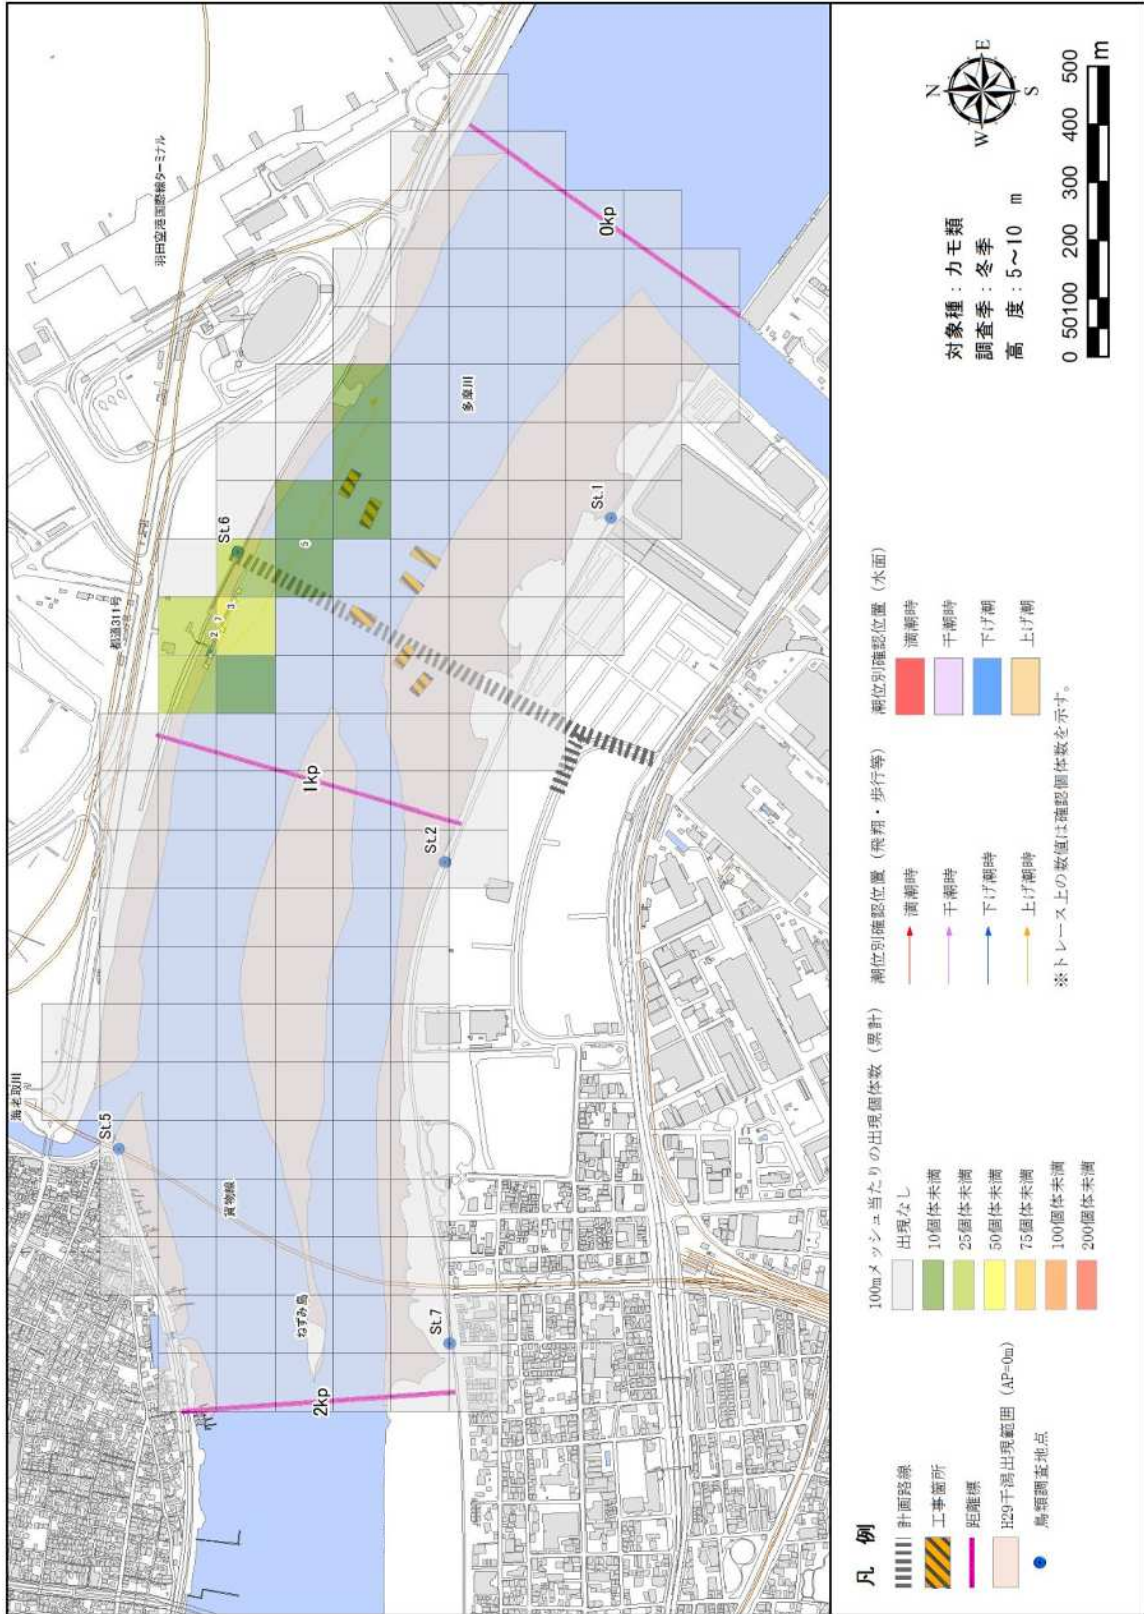 羽田空港国際線ターミナル
都道311号
海老取川
St.5
St.6
貨物線
ねずみ島
多摩川
St.7
St.2
St.1
2kp
1kp
0kp
2
7
3
5
N
W
E
S
対象種：カモ類
調査季：冬季
高　度：5～10 m
0 50100 200 300 400 500
m
凡　例
計画路線
工事箇所
距離標
H29干潟出現範囲（AP=0m）
鳥類調査地点
100mメッシュ当たりの出現個体数（累計）
出現なし
10個体未満
25個体未満
50個体未満
75個体未満
100個体未満
200個体未満
潮位別確認位置（飛翔・歩行等）
満潮時
干潮時
下げ潮時
上げ潮時
潮位別確認位置（水面）
満潮時
干潮時
下げ潮
上げ潮
※トレース上の数値は確認個体数を示す。